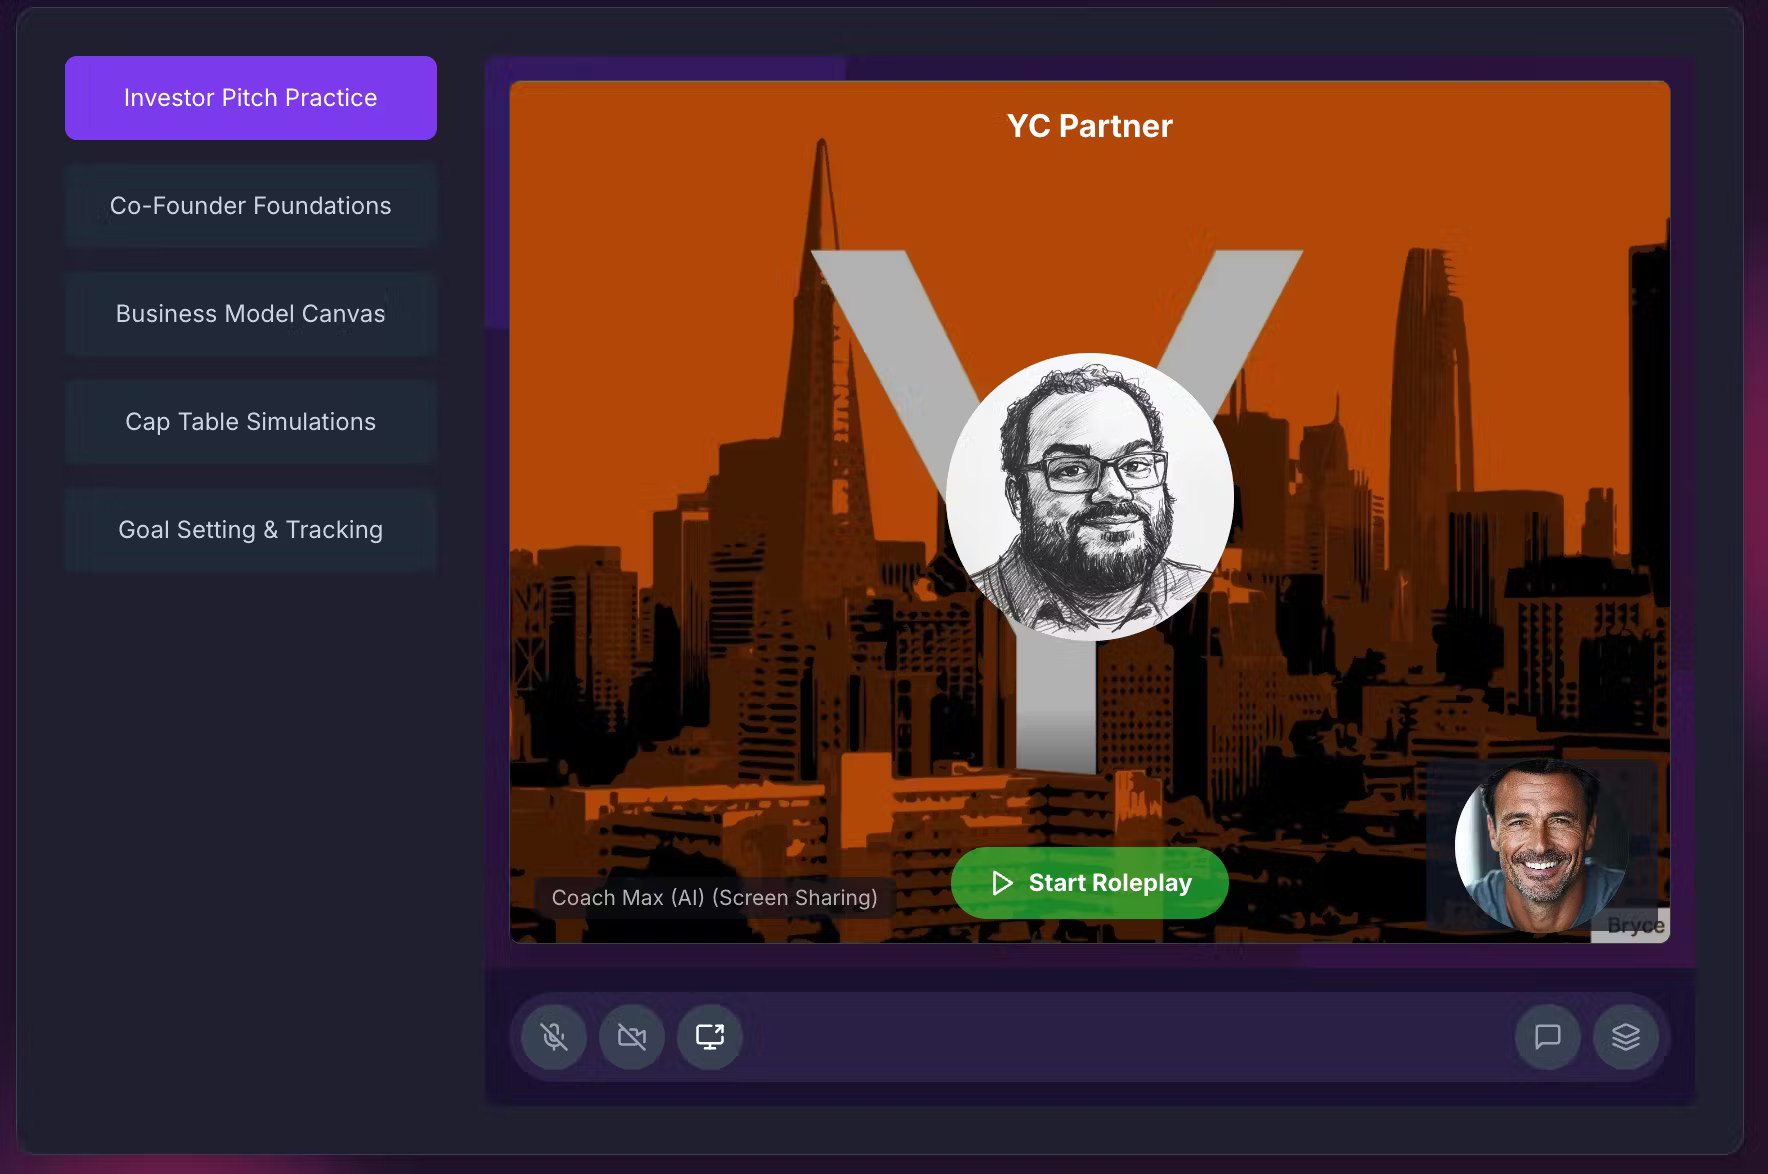 Investor Pitch Practice
Co-Founder Foundations
Business Model Canvas
Cap Table Simulations
Goal Setting & Tracking
YC Partner
Y
Coach Max (AI) (Screen Sharing)
Start Roleplay
Bryce